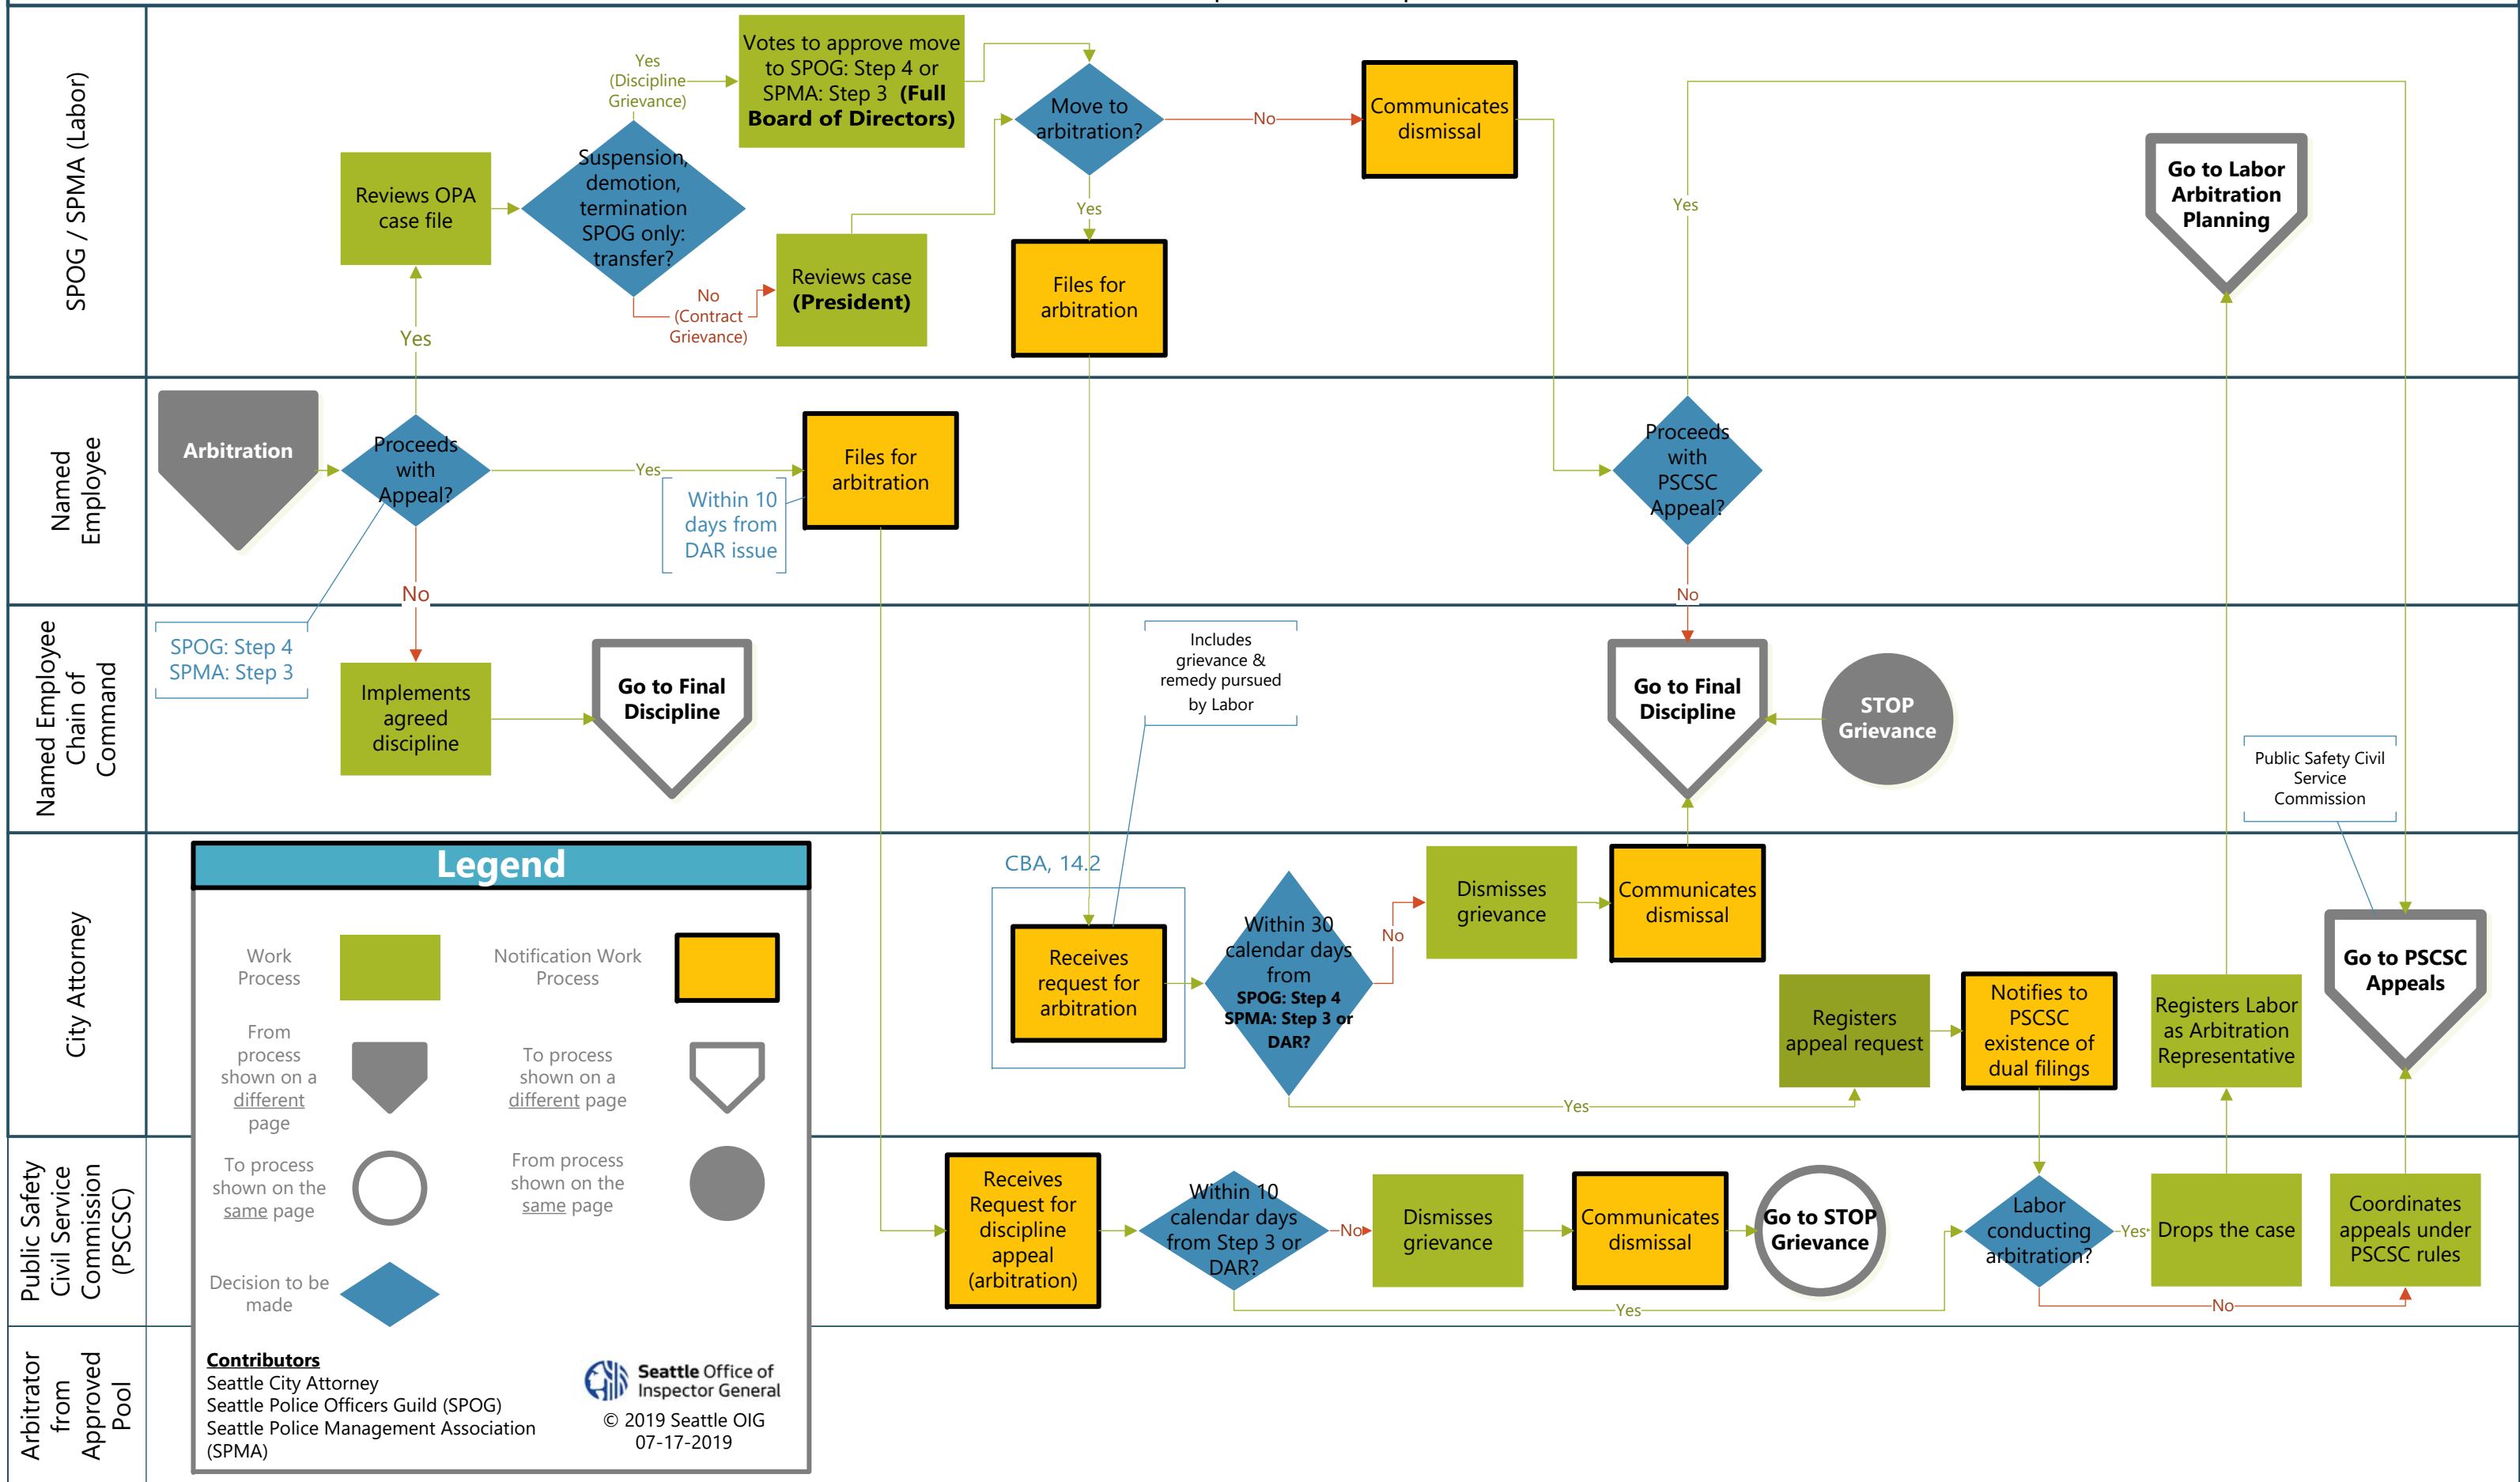 SPOG / SPMA (Labor)
Reviews OPA
case file
Suspension,
demotion,
termination
SPOG only:
transfer?
Yes
(Discipline
Grievance)
Votes to approve move
to SPOG: Step 4 or
SPMA: Step 3 (Full
Board of Directors)
No
(Contract
Grievance)
Reviews case
(President)
Move to
arbitration?
No
Communicates
dismissal
Yes
Files for
arbitration
Yes
Yes
Go to Labor
Arbitration
Planning
Named
Employee
Arbitration
Proceeds
with
Appeal?
Yes
Within 10
days from
DAR issue
Files for
arbitration
No
Proceeds
with
PSCSC
Appeal?
No
Named Employee
Chain of
Command
SPOG: Step 4
SPMA: Step 3
Implements
agreed
discipline
Go to Final
Discipline
Includes
grievance &
remedy pursued
by Labor
Go to Final
Discipline
STOP
Grievance
Public Safety Civil
Service
Commission
City Attorney
CBA, 14.2
Receives
request for
arbitration
Within 30
calendar days
from
SPOG: Step 4
SPMA: Step 3 or
DAR?
No
Dismisses
grievance
Communicates
dismissal
Yes
Registers
appeal request
Notifies to
PSCSC
existence of
dual filings
Registers Labor
as Arbitration
Representative
Go to PSCSC
Appeals
Public Safety
Civil Service
Commission
(PSCSC)
Receives
Request for
discipline
appeal
(arbitration)
Within 10
calendar days
from Step 3 or
DAR?
No
Dismisses
grievance
Communicates
dismissal
Go to STOP
Grievance
Yes
Labor
conducting
arbitration?
Yes
Drops the case
No
Coordinates
appeals under
PSCSC rules
Arbitrator
from
Approved
Pool
Legend
Work
Process
Notification Work
Process
From
process
shown on a
different
page
To process
shown on a
different page
To process
shown on the
same page
From process
shown on the
same page
Decision to be
made
Contributors
Seattle City Attorney
Seattle Police Officers Guild (SPOG)
Seattle Police Management Association
(SPMA)
Seattle Office of
Inspector General
© 2019 Seattle OIG
07-17-2019